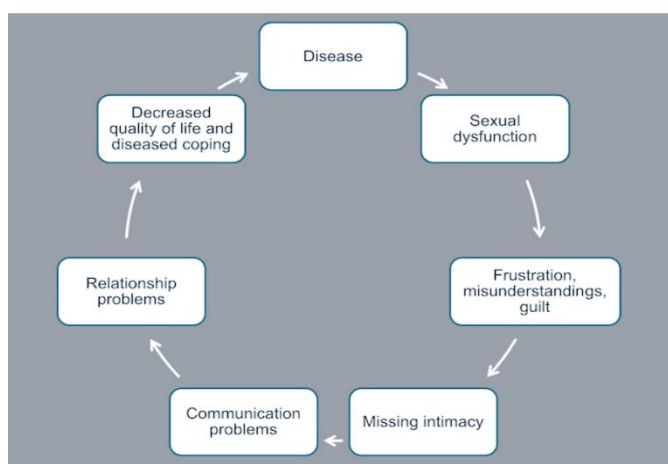 Disease
Sexual
dysfunction
Frustration,
misunderstandings,
guilt
Missing intimacy
Communication
problems
Relationship
problems
Decreased
quality of life and
diseased coping